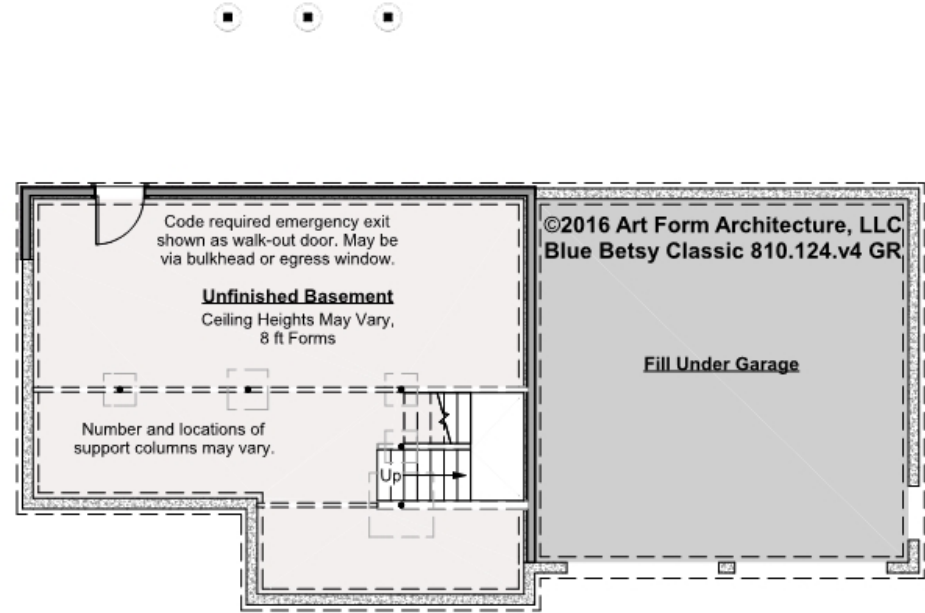 Code required emergency exit
shown as walk-out door. May be
via bulkhead or egress window.
Unfinished Basement
Ceiling Heights May Vary,
8 ft Forms
©2016 Art Form Architecture, LLC
Blue Betsy Classic 810.124.v4 GR
Fill Under Garage
Number and locations of
support columns may vary.
Up